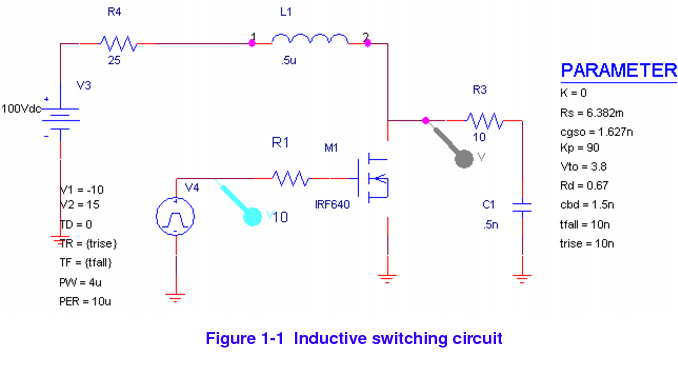 R4
L1
1
2
25
.5u
V3
100Vdc
+
-
R3
10
PARAMETER
K = 0
Rs = 6.382m
cgso = 1.627n
Kp = 90
Vto = 3.8
Rd = 0.67
cbd = 1.5n
tfall = 10n
trise = 10n
R1
M1
V
V4
V
10
IRF640
C1
.5n
V1 = -10
V2 = 15
TD = 0
TR = {trise}
TF = {tfall}
PW = 4u
PER = 10u
Figure 1-1 Inductive switching circuit